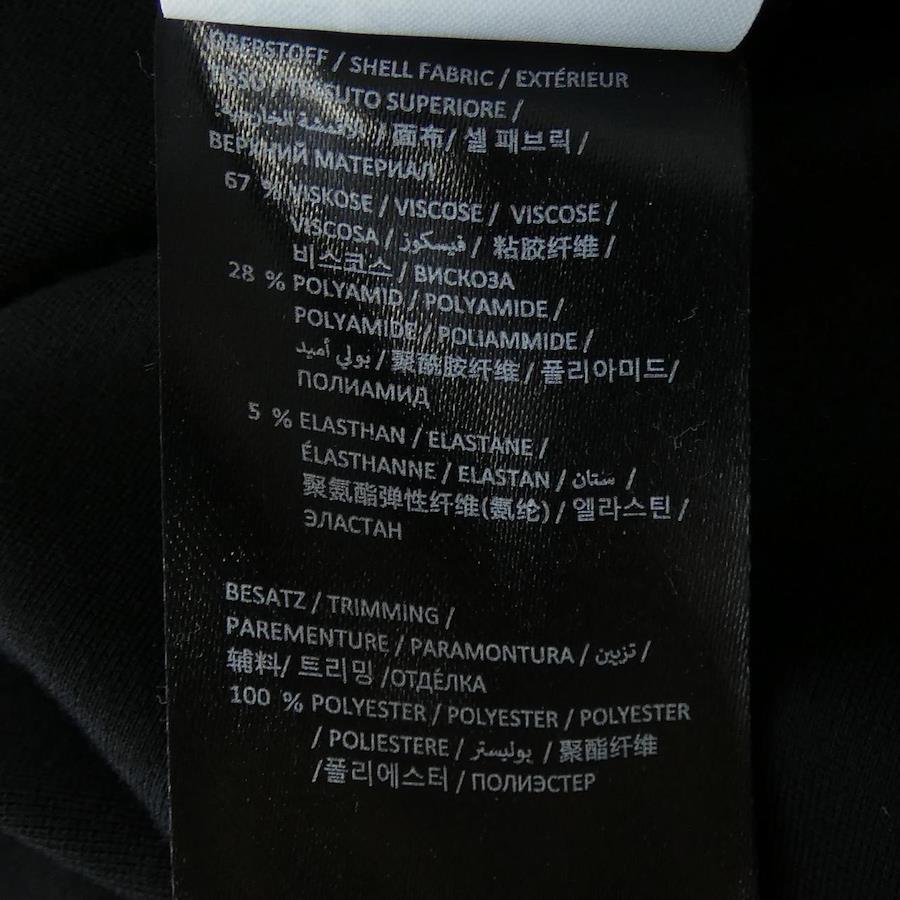 OBERSTOFF / SHELL FABRIC / EXTÉRIEUR
TISSU / TESSUTO SUPERIORE /
الأقمشة الخارجية / 面布/ 셸 패브릭 /
ВЕРХНИЙ МАТЕРИАЛ
67 % VISKOSE / VISCOSE / VISCOSE /
VISCOSA / فيسكوز / 粘胶纤维 /
비스코스 / ВИСКОЗА
28 % POLYAMID / POLYAMIDE /
POLYAMIDE / POLIAMMIDE /
بولي أميد / 聚酰胺纤维 / 폴리아미드/
ПОЛИАМИД
5 % ELASTHAN / ELASTANE /
ÉLASTHANNE / ELASTAN / ستان /
聚氨酯弹性纤维(氨纶) / 엘라스틴 /
ЭЛАСТАН
BESATZ / TRIMMING /
PAREMENTURE / PARAMONTURA / تزيين /
辅料/ 트리밍 /ОТДЕЛКА
100 % POLYESTER / POLYESTER / POLYESTER
/ POLIESTERE / بوليستر / 聚酯纤维
/폴리에스터 / ПОЛИЭСТЕР